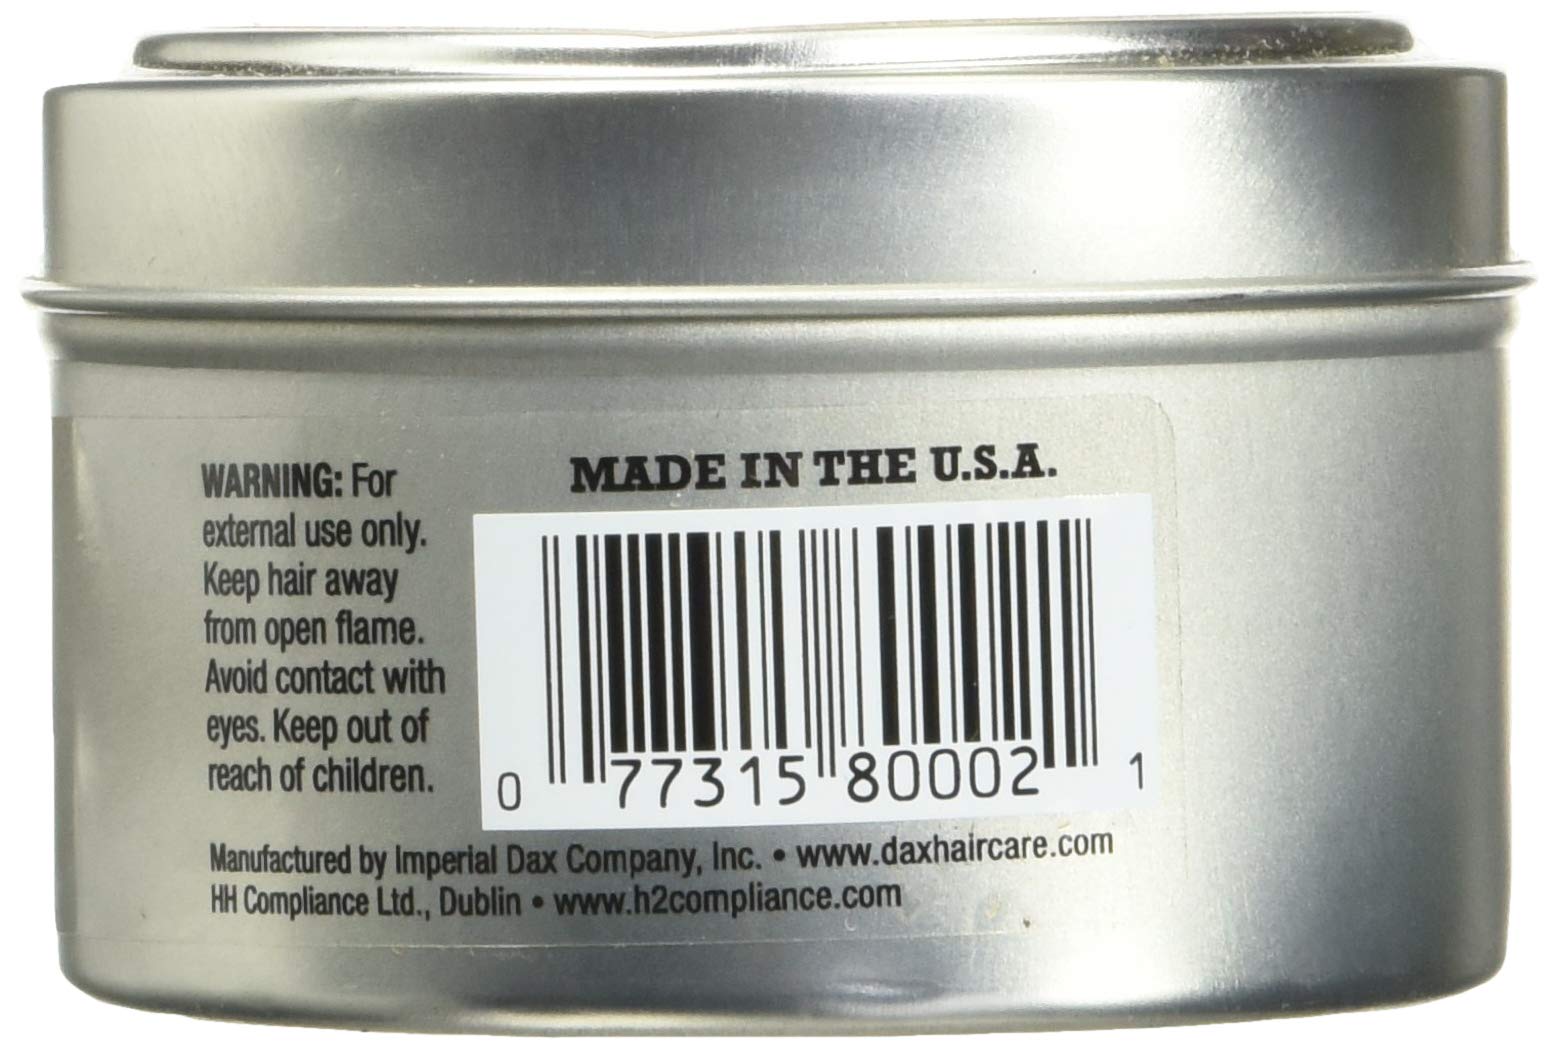 WARNING: For
external use only.
Keep hair away
from open flame.
Avoid contact with
eyes. Keep out of
reach of children.
MADE IN THE U.S.A.
0 77315 80002 1
Manufactured by Imperial Dax Company, Inc. • www.daxhaircare.com
HH Compliance Ltd., Dublin • www.h2compliance.com